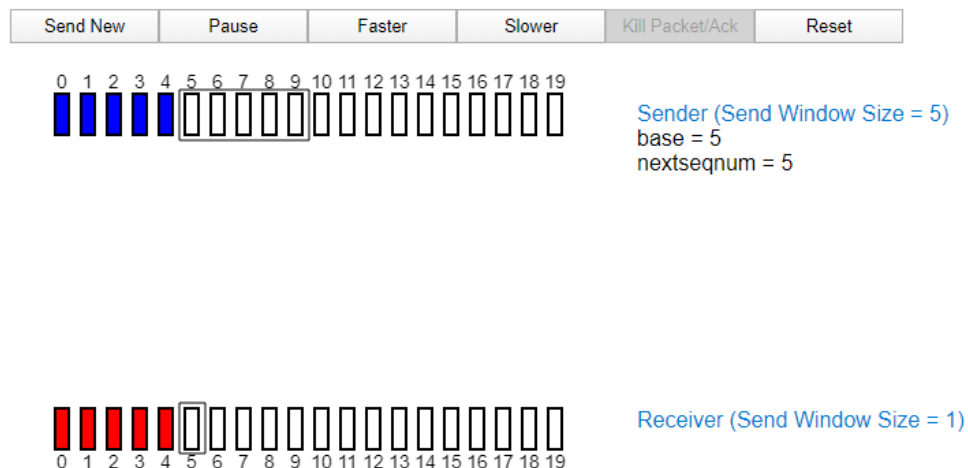 Send New Pause Faster Slower Kill Packet/Ack Reset
0 1 2 3 4 5 6 7 8 9 10 11 12 13 14 15 16 17 18 19
Sender (Send Window Size = 5)
base = 5
nextseqnum = 5
Receiver (Send Window Size = 1)
0 1 2 3 4 5 6 7 8 9 10 11 12 13 14 15 16 17 18 19